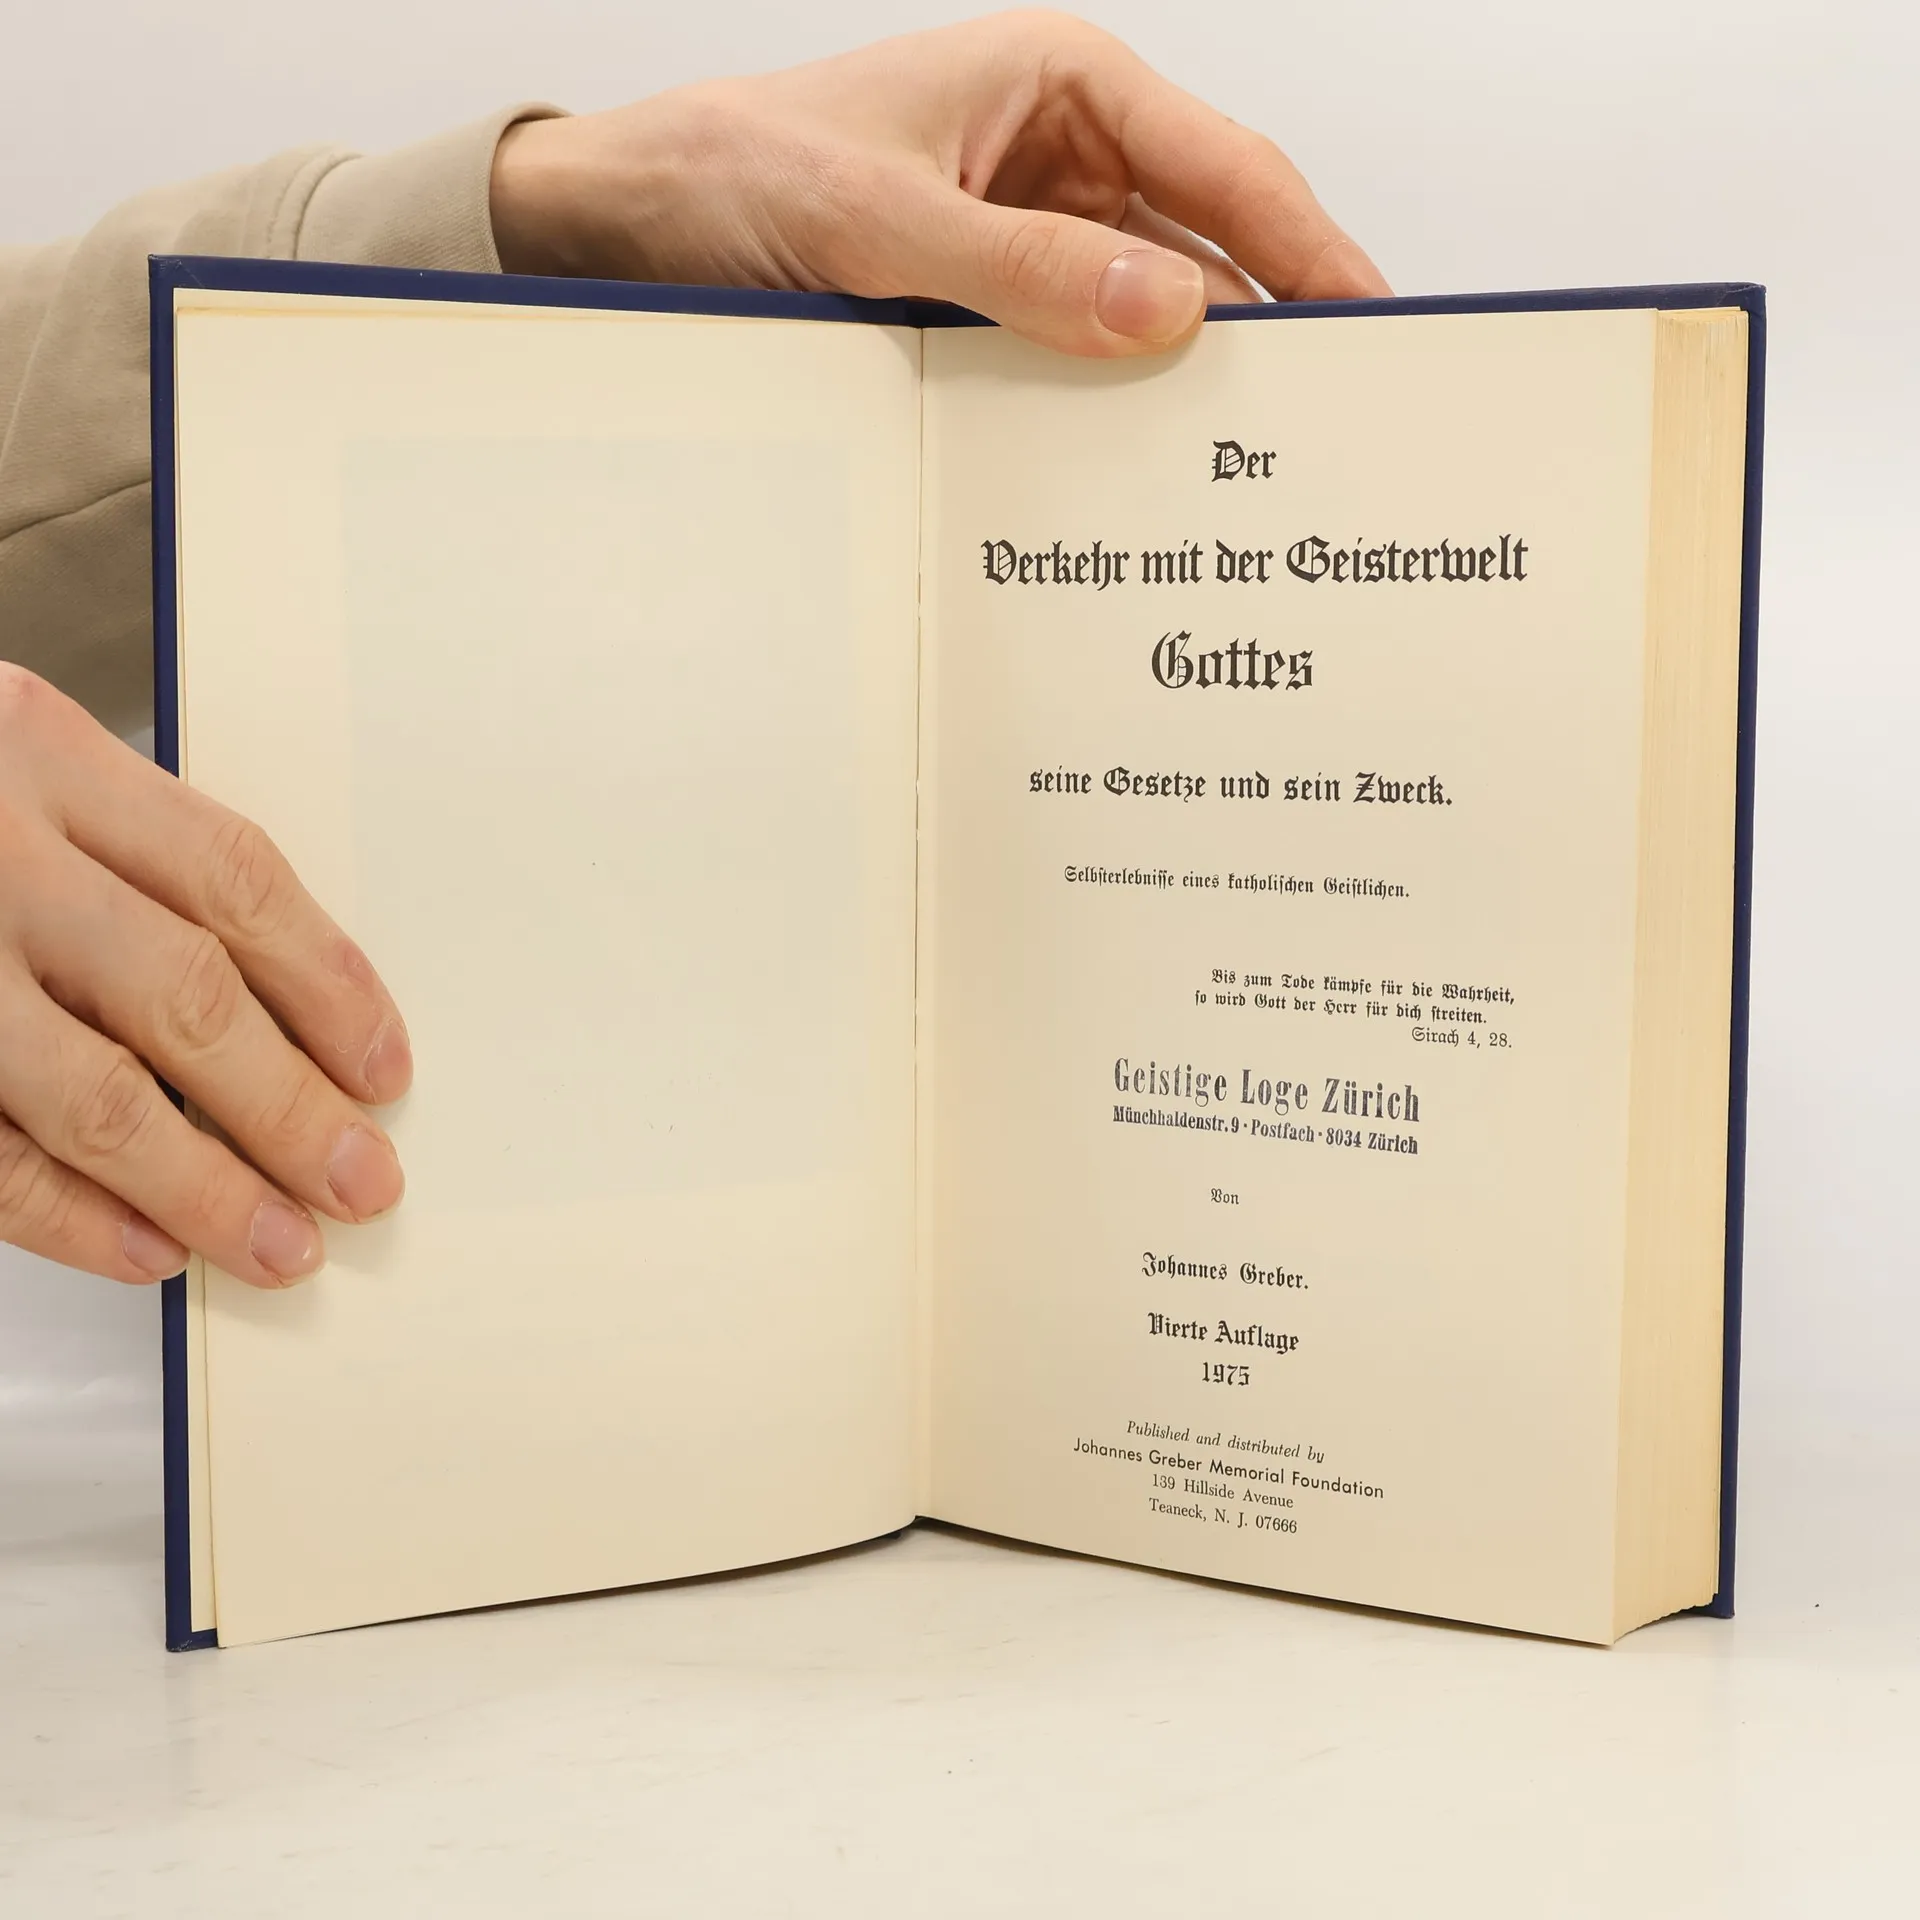 Der
Verkehr mit der Geisterwelt
Gottes
seine Gesetze und sein Zweck.
Selbsterlebnisse eines katholischen Geistlichen.
Bis zum Tode kämpfe für die Wahrheit,
so wird Gott der Herr für dich streiten.
Sirach 4, 28.
Geistige Loge Zürich
Münchhaldenstr. 9 · Postfach · 8034 Zürich
Von
Johannes Greber.
Vierte Auflage
1975
Published and distributed by
Johannes Greber Memorial Foundation
139 Hillside Avenue
Teaneck, N. J. 07666